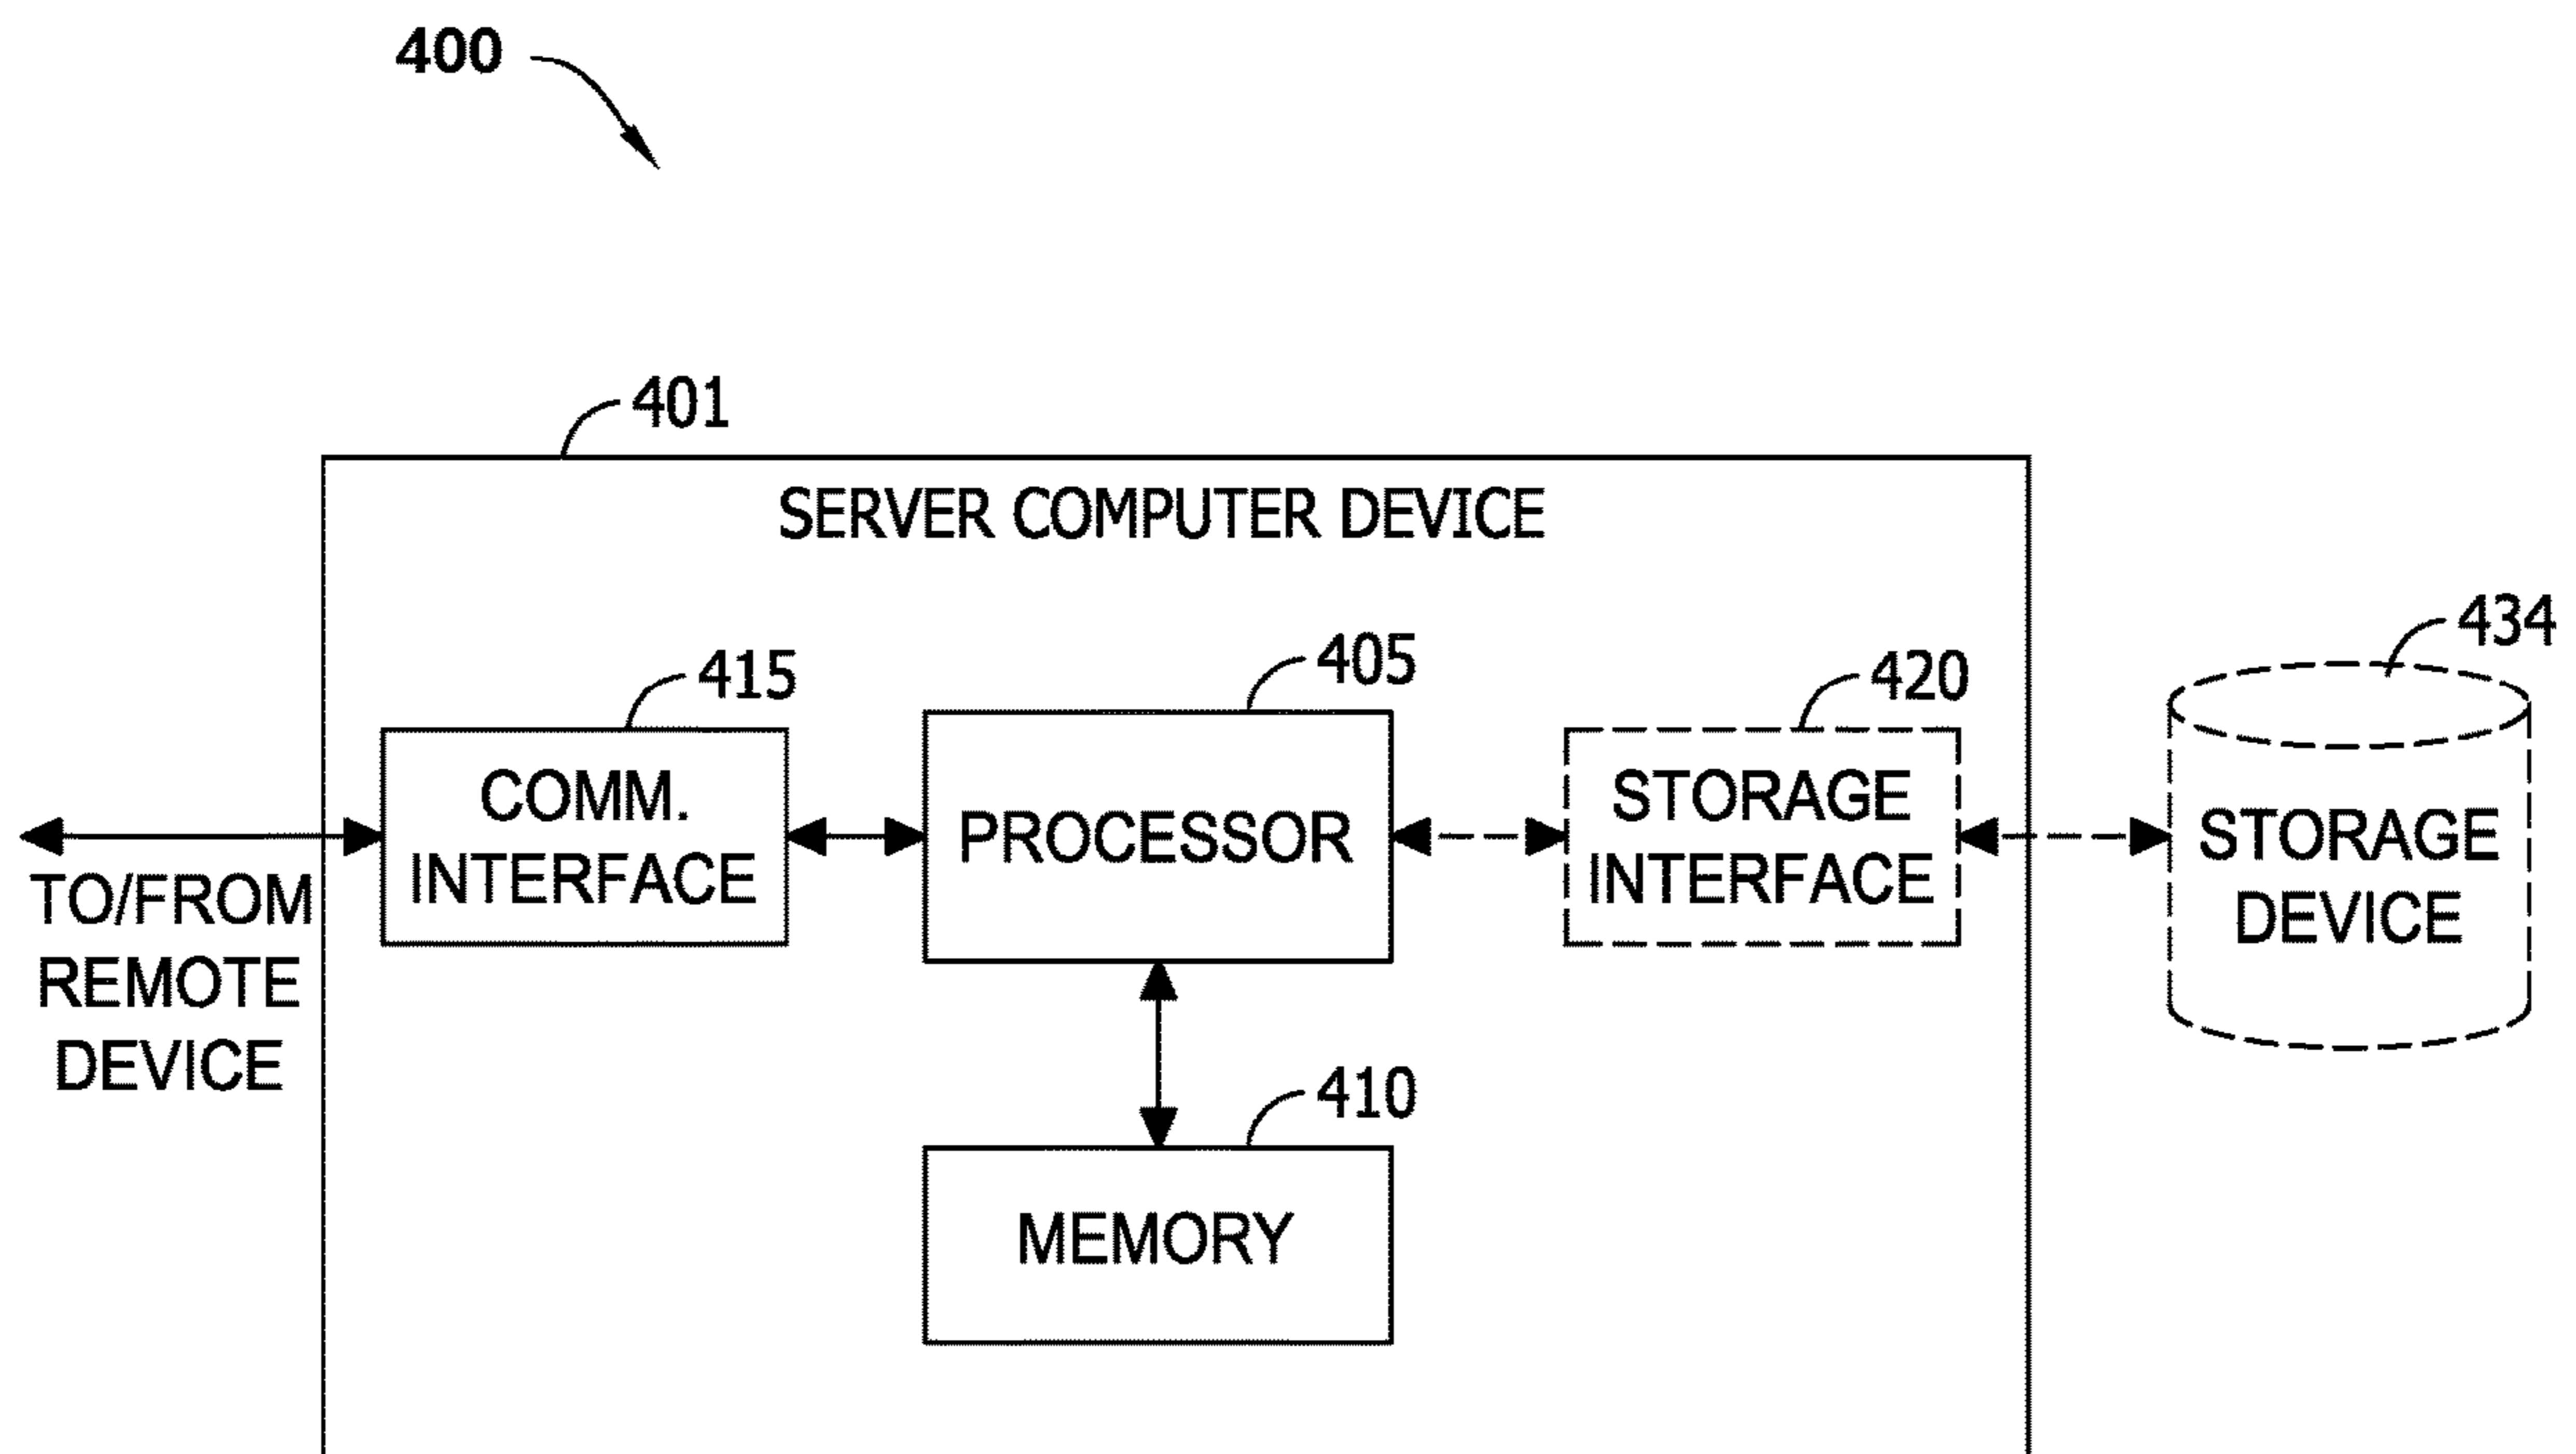 400
401
SERVER COMPUTER DEVICE
434
405
415
420
COMM.
INTERFACE
PROCESSOR
STORAGE
INTERFACE
STORAGE
DEVICE
TO/FROM
REMOTE
DEVICE
410
MEMORY